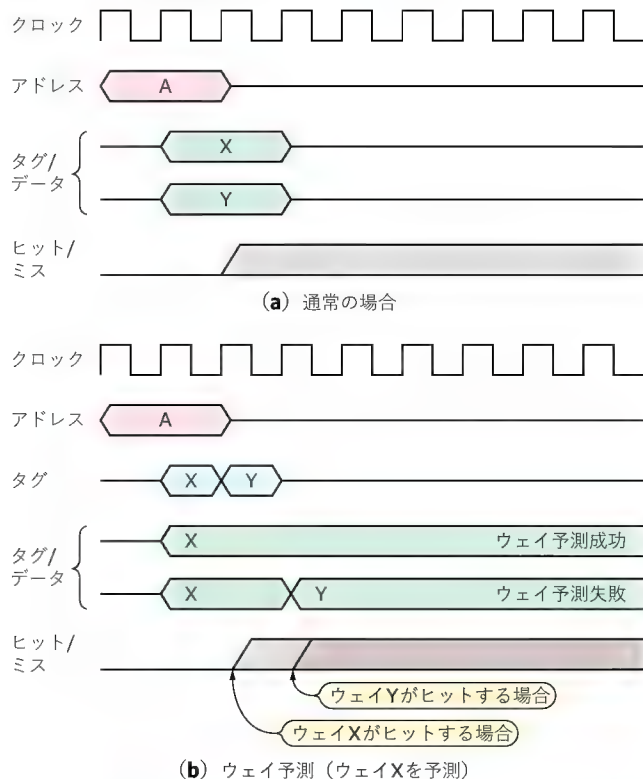 クロック
アドレス
A
タグ/
データ
X
Y
ヒット/
ミス
(a) 通常の場合
クロック
アドレス
A
タグ
X
Y
タグ/
データ
X
ウェイ予測成功
X
Y
ウェイ予測失敗
ヒット/
ミス
ウェイYがヒットする場合
ウェイXがヒットする場合
(b) ウェイ予測（ウェイXを予測）